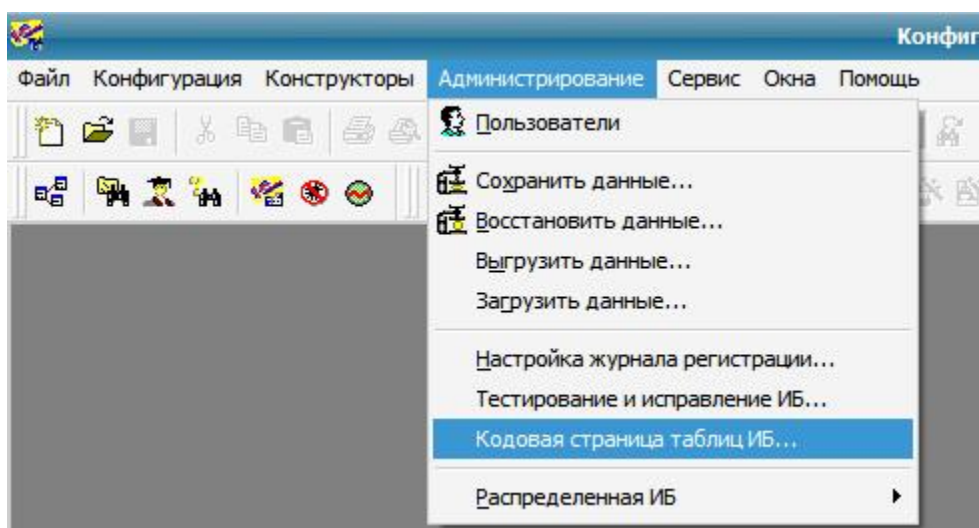 Конфиг
Файл Конфигурация Конструкторы Администрирование Сервис Окна Помощь
Пользователи
Сохранить данные...
Восстановить данные...
Выгрузить данные...
Загрузить данные...
Настройка журнала регистрации...
Тестирование и исправление ИБ...
Кодовая страница таблиц ИБ...
Распределенная ИБ